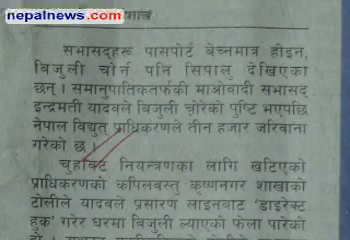 nepalnews.com
सभासद्हरू पासपोर्ट बेच्नमात्र होइन,
बिजुली चोर्न पनि सिपालु देखिएका
छन् । समानुपातिकतर्फकी माओवादी सभासद्
इन्द्रमती यादवले बिजुली चोरेको पुष्टि भएपछि
नेपाल विद्युत प्राधिकरणले तीन हजार जरिवाना
गरेको छ ।
चुहावट नियन्त्रणका लागि खटिएको
प्राधिकरणको कपिलवस्तु कृष्णनगर शाखाको
टोलीले यादवले प्रसारण लाइनबाट 'डाइरेक्ट
हुक' गरेर घरमा बिजुली ल्याएको फेला पारेको
हो ।